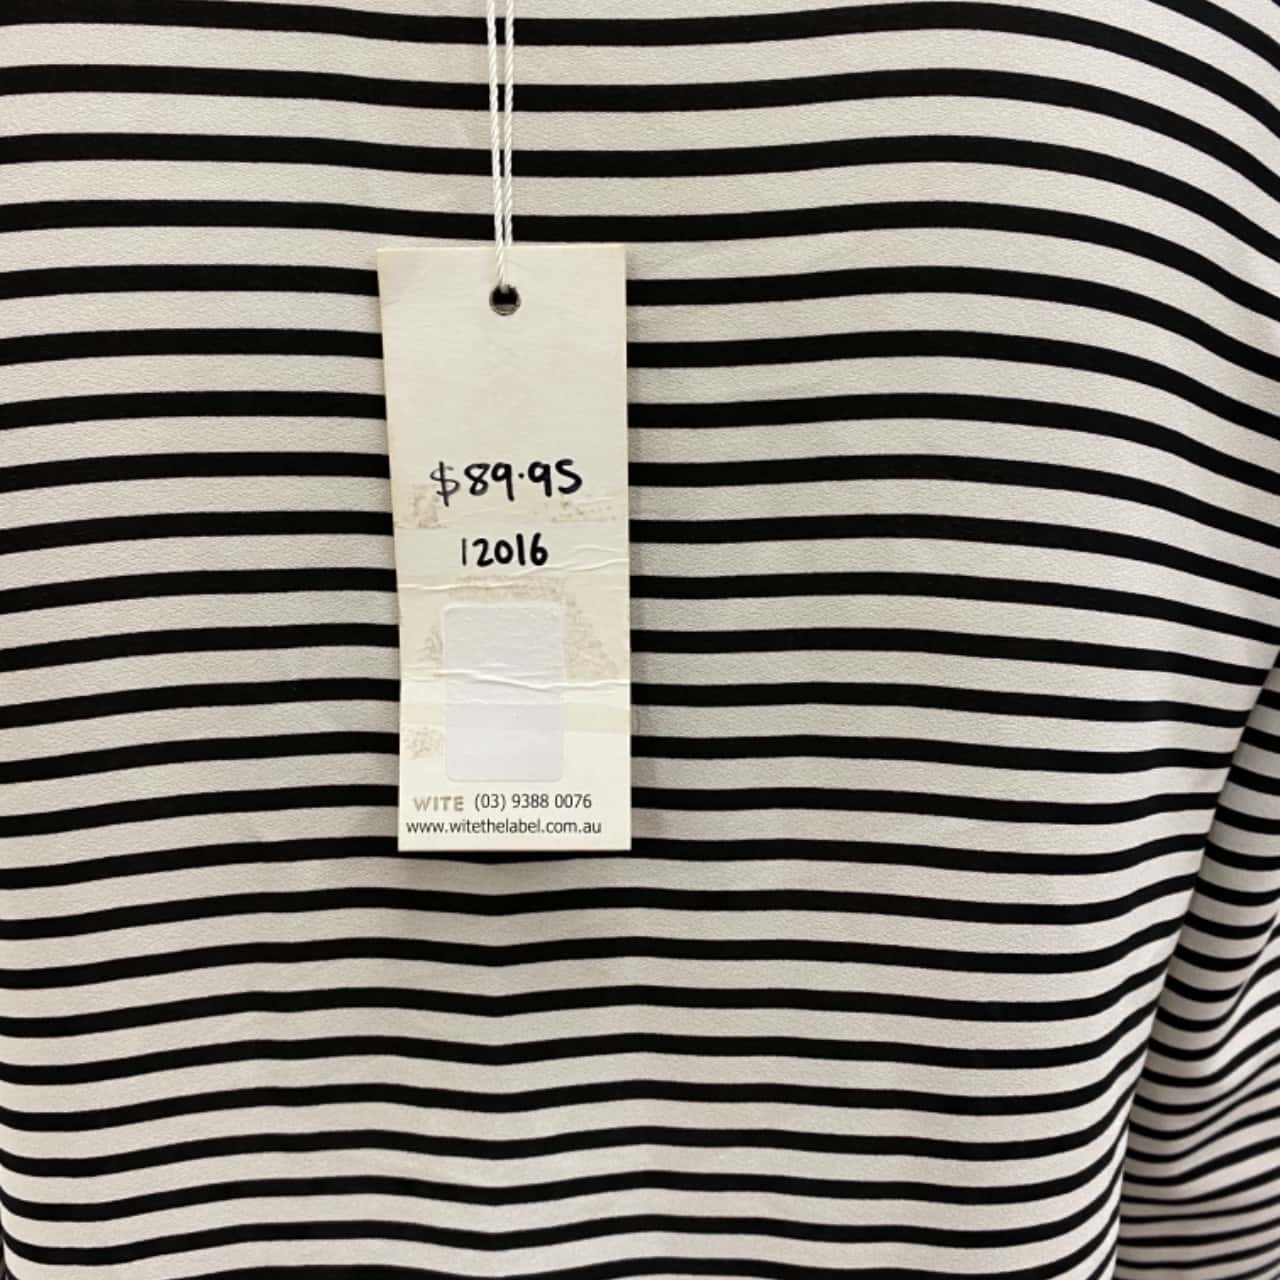 $89.95
12016
WITE (03) 9388 0076
www.witethelabel.com.au